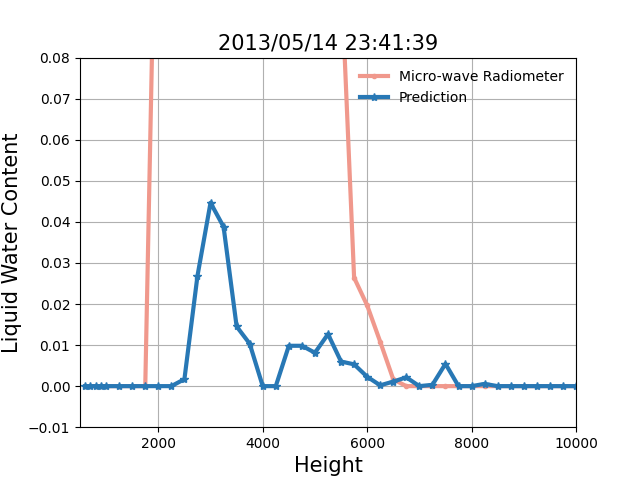 2013/05/14 23:41:39
Micro-wave Radiometer
Prediction
Liquid Water Content
0.08
0.07
0.06
0.05
0.04
0.03
0.02
0.01
0.00
−0.01
2000 4000 6000 8000 10000
Height